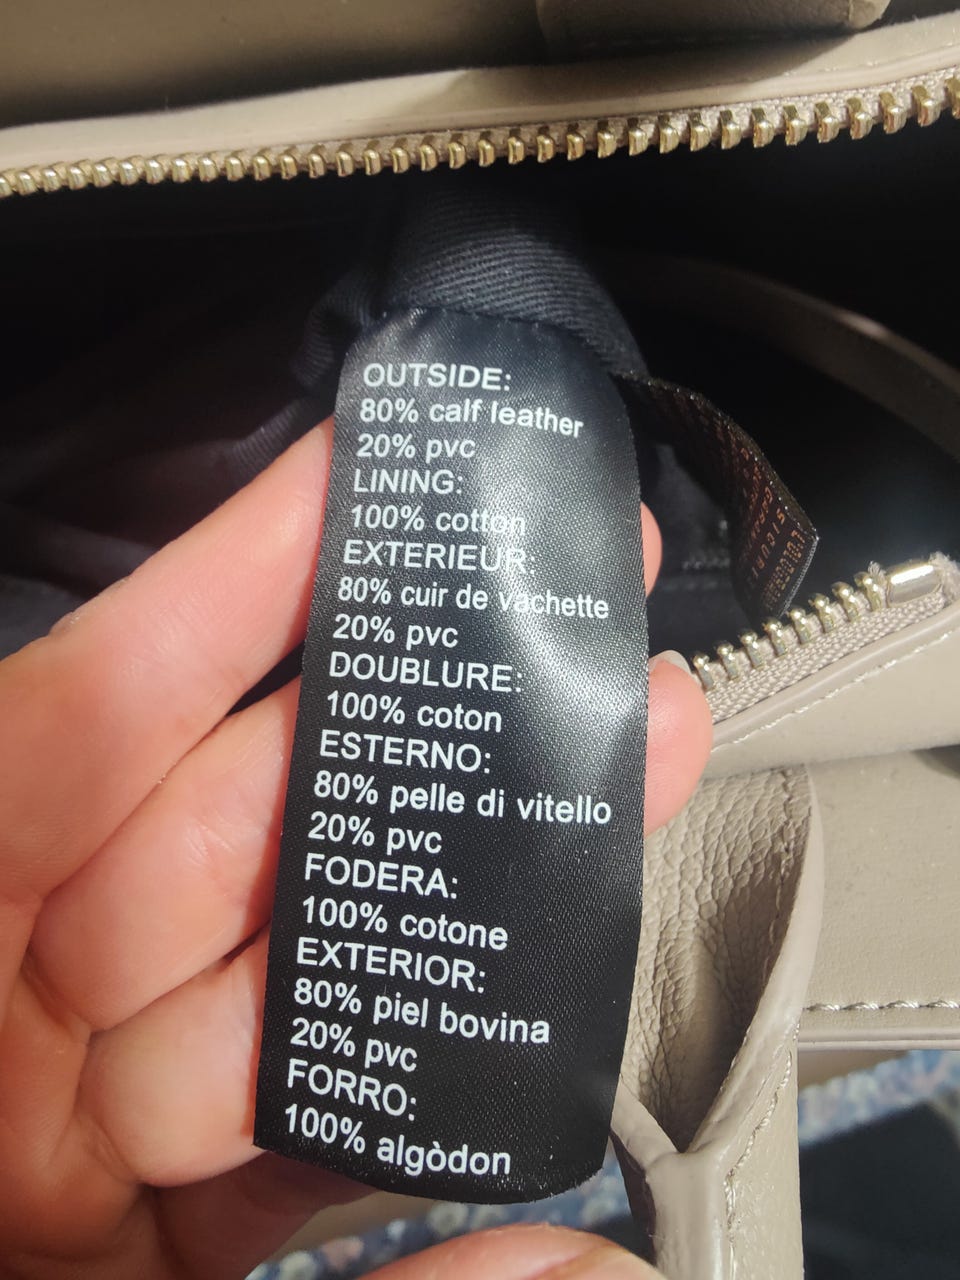 OUTSIDE:
80% calf leather
20% pvc
LINING:
100% cotton
EXTERIEUR:
80% cuir de vachette
20% pvc
DOUBLURE:
100% coton
ESTERNO:
80% pelle di vitello
20% pvc
FODERA:
100% cotone
EXTERIOR:
80% piel bovina
20% pvc
FORRO:
100% algòdon